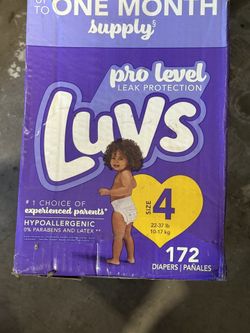 TO ONE MONTH
supply§
pro level
LEAK PROTECTION
Luvs
#1 CHOICE OF
experienced parents*
HYPOALLERGENIC
0% PARABENS AND LATEX **
SIZE
4
22-37 lb
10-17 kg
172
DIAPERS | PAÑALES